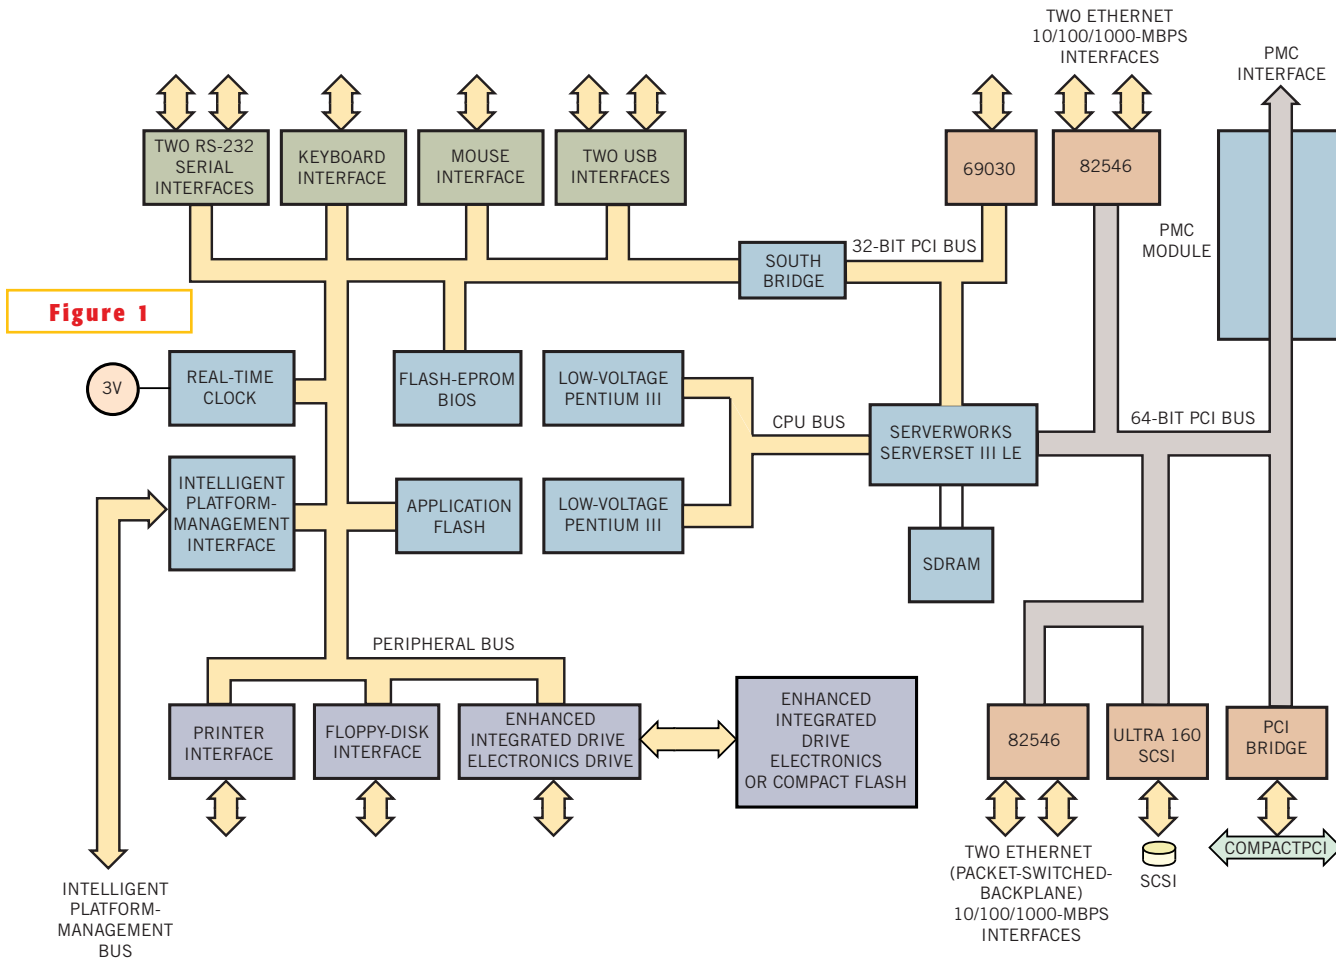 TWO ETHERNET
10/100/1000-MBPS
INTERFACES
PMC
INTERFACE
TWO RS-232
SERIAL
INTERFACES
KEYBOARD
INTERFACE
MOUSE
INTERFACE
TWO USB
INTERFACES
69030
82546
PMC
MODULE
32-BIT PCI BUS
SOUTH
BRIDGE
Figure 1
3V
REAL-TIME
CLOCK
FLASH-EPROM
BIOS
LOW-VOLTAGE
PENTIUM III
CPU BUS
SERVERWORKS
SERVERSET III LE
64-BIT PCI BUS
INTELLIGENT
PLATFORM-
MANAGEMENT
INTERFACE
APPLICATION
FLASH
LOW-VOLTAGE
PENTIUM III
SDRAM
PERIPHERAL BUS
PRINTER
INTERFACE
FLOPPY-DISK
INTERFACE
ENHANCED
INTEGRATED DRIVE
ELECTRONICS DRIVE
ENHANCED
INTEGRATED
DRIVE
ELECTRONICS
OR COMPACT FLASH
82546
ULTRA 160
SCSI
PCI
BRIDGE
COMPACTPCI
TWO ETHERNET
(PACKET-SWITCHED-
BACKPLANE)
10/100/1000-MBPS
INTERFACES
SCSI
INTELLIGENT
PLATFORM-
MANAGEMENT
BUS